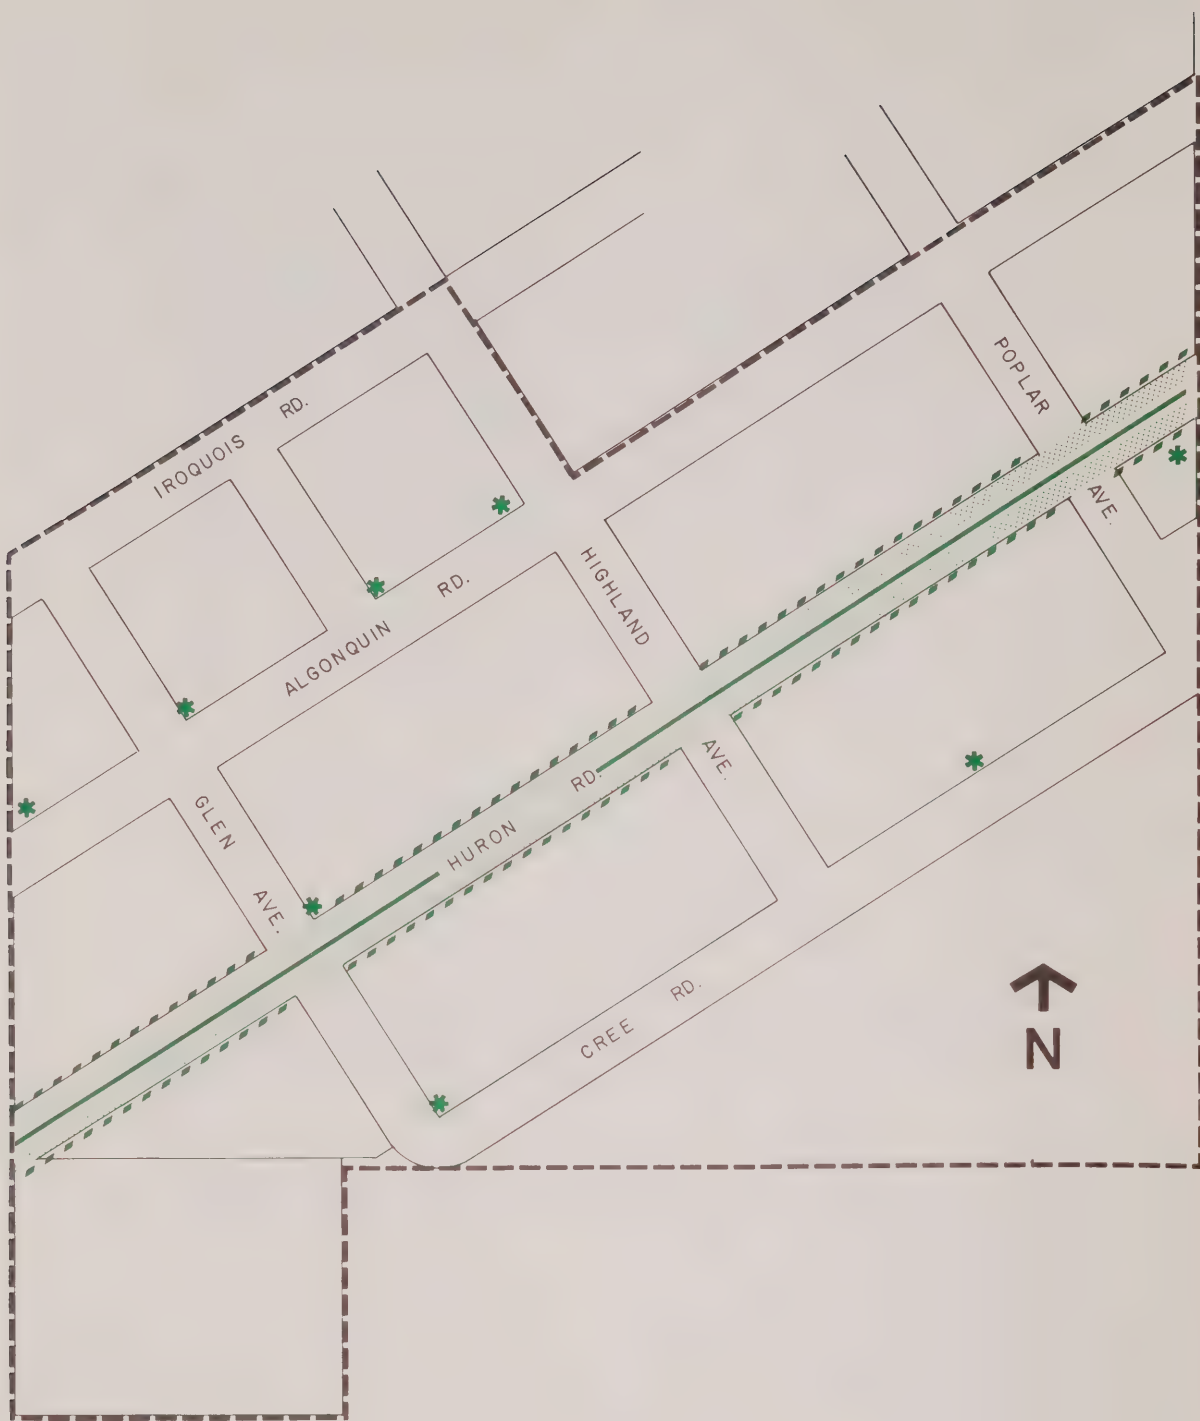 IROQUOIS RD.
POPLAR AVE.
ALGONQUIN RD.
HIGHLAND AVE.
GLEN AVE.
HURON RD.
CREE RD.
N